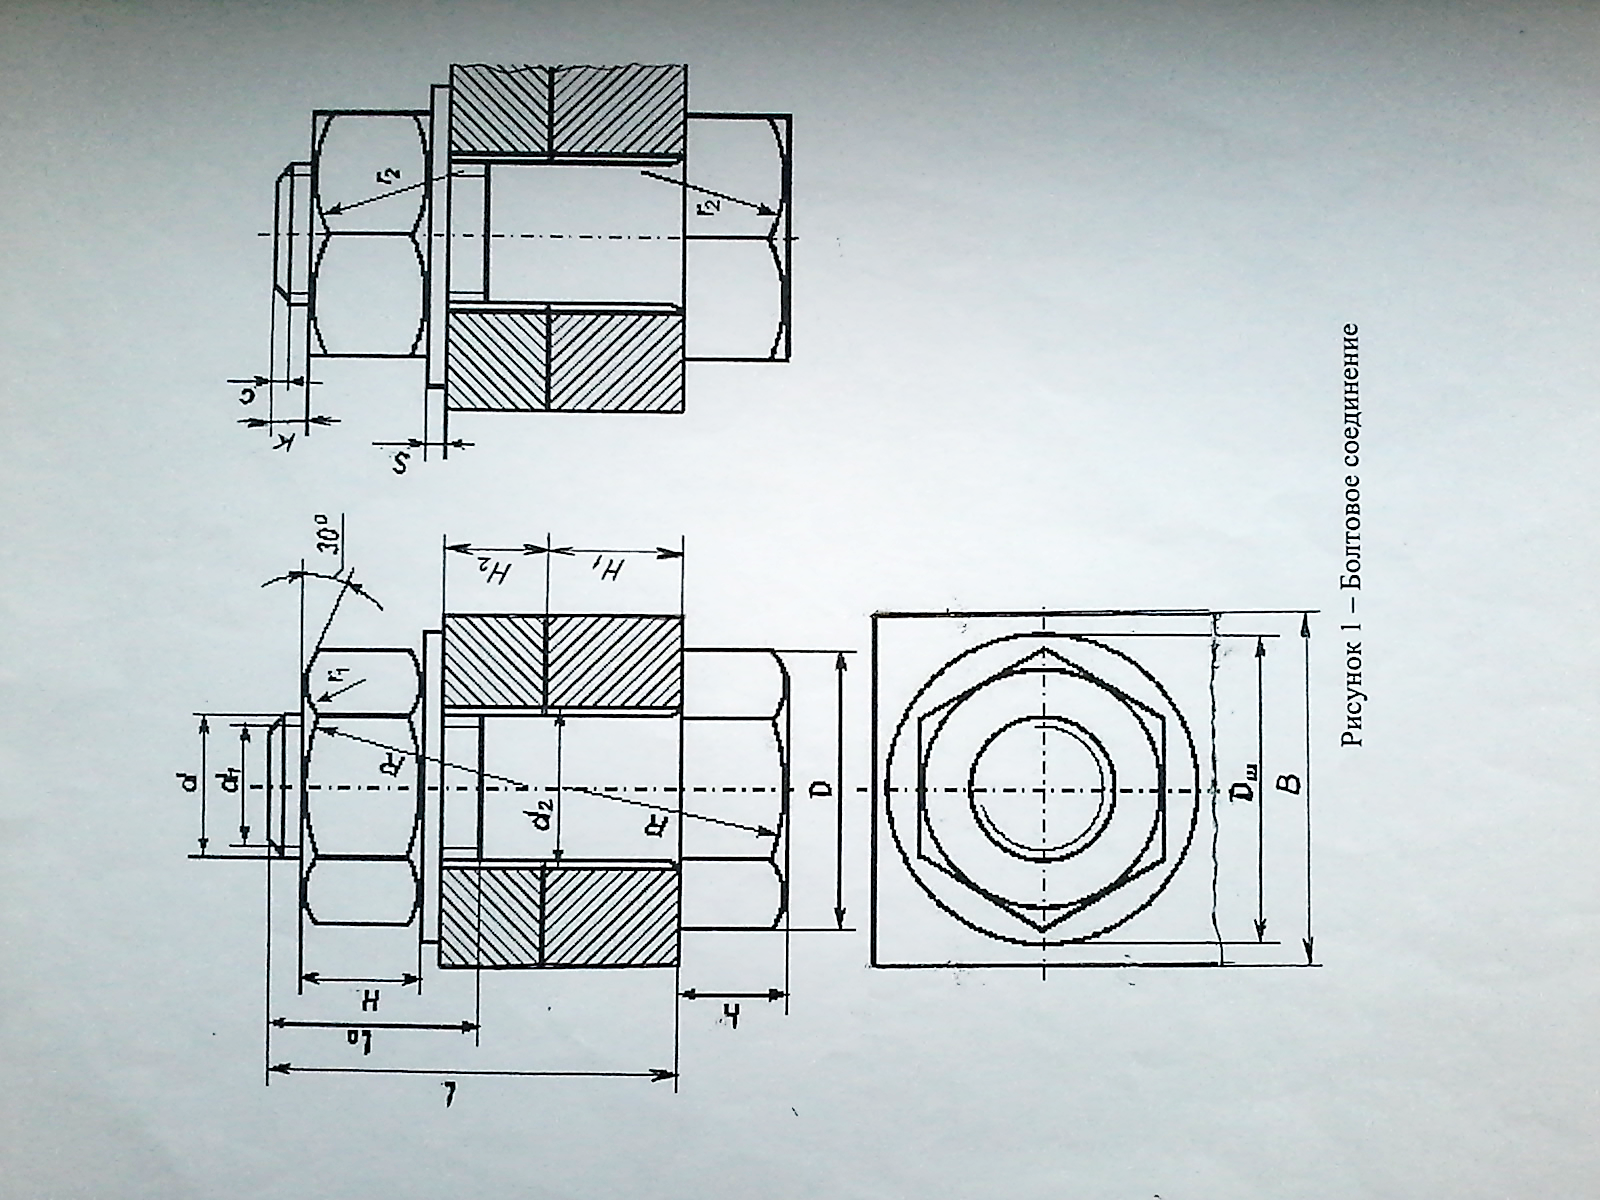 C
K
S
r₂
r₂
30°
H₂
H₁
r₁
d
d₁
R
d₂
R
D
H
l₀
l
h
Dш
B
Рисунок 1 – Болтовое соединение